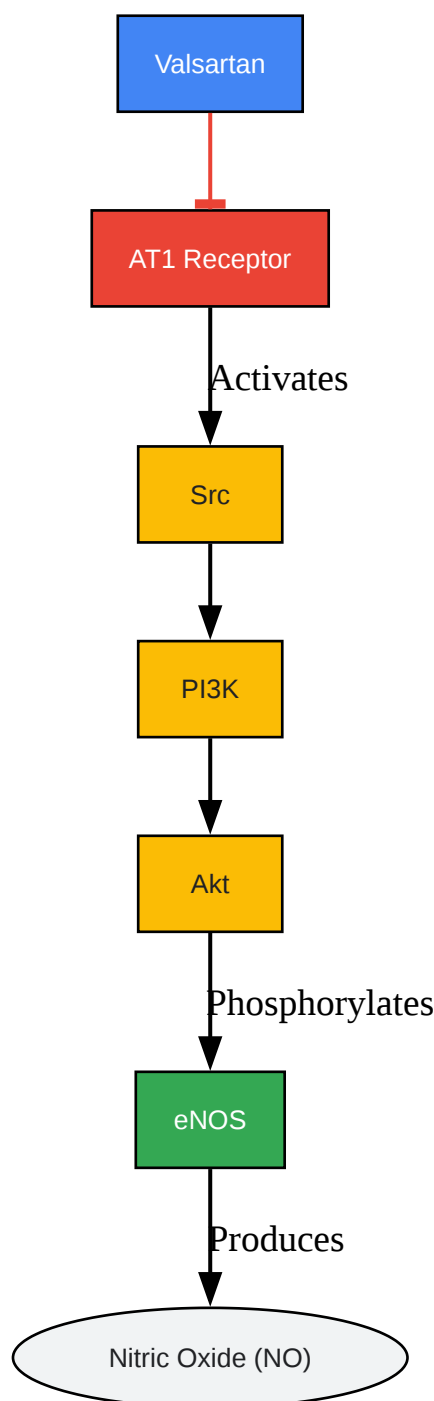 Valsartan
AT1 Receptor
Activates
Src
PI3K
Akt
Phosphorylates
eNOS
Produces
Nitric Oxide (NO)